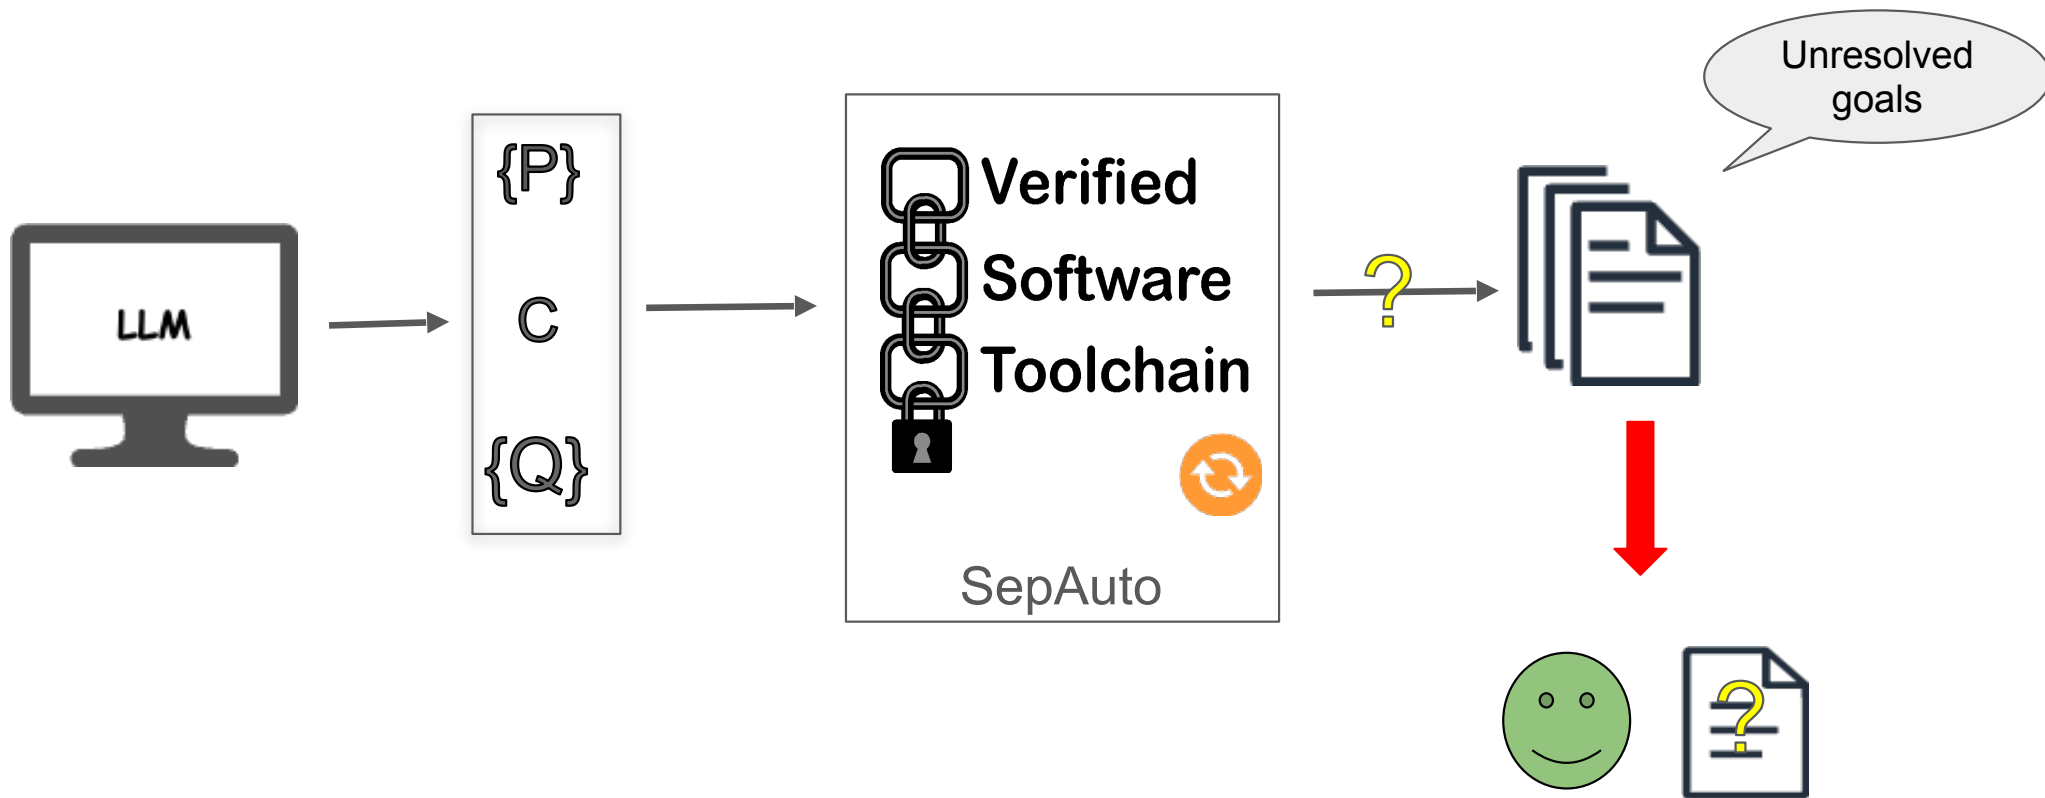 LLM
{P}
C
{Q}
Verified
Software
Toolchain
SepAuto
?
Unresolved
goals
?